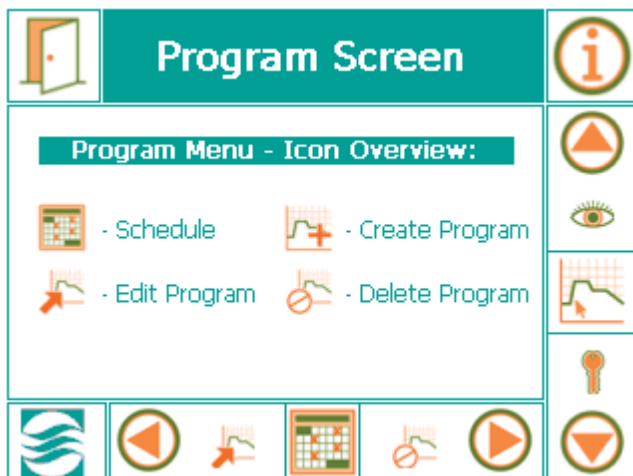 Program Screen
Program Menu - Icon Overview:
- Schedule
- Create Program
- Edit Program
- Delete Program